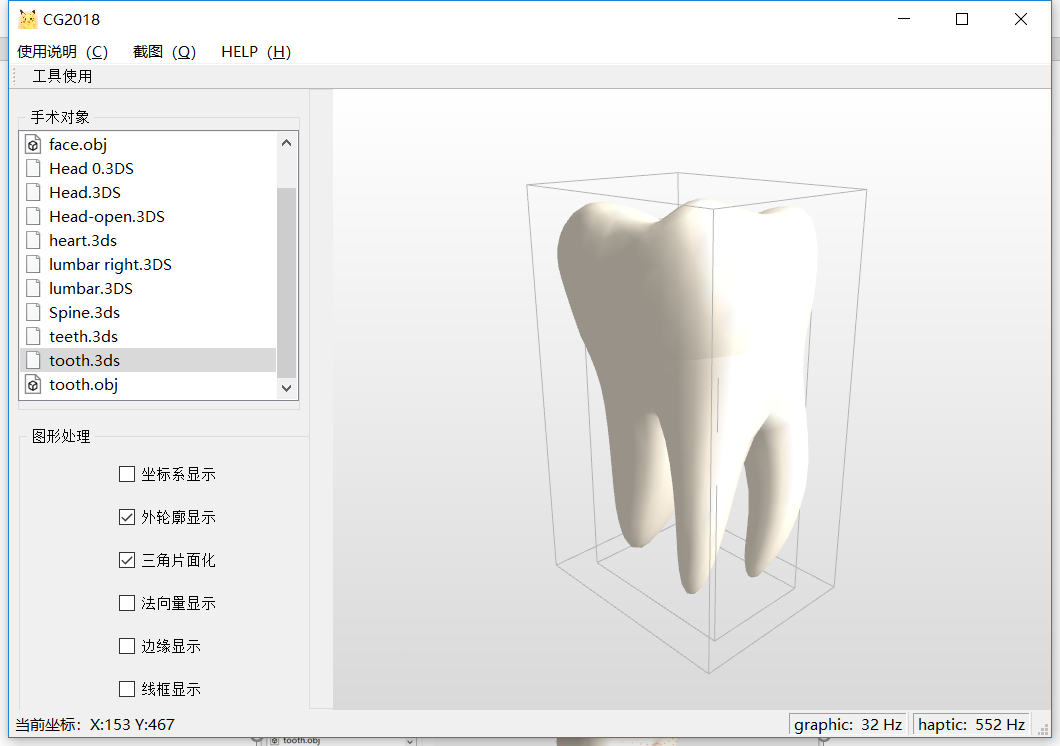 CG2018
使用说明 (C) 截图 (Q) HELP (H)
工具使用
手术对象
face.obj
Head 0.3DS
Head.3DS
Head-open.3DS
heart.3ds
lumbar right.3DS
lumbar.3DS
Spine.3ds
teeth.3ds
tooth.3ds
tooth.obj
图形处理
坐标系显示
外轮廓显示
三角片面化
法向量显示
边缘显示
线框显示
当前坐标: X:153 Y:467 graphic: 32 Hz haptic: 552 Hz
tooth.obj